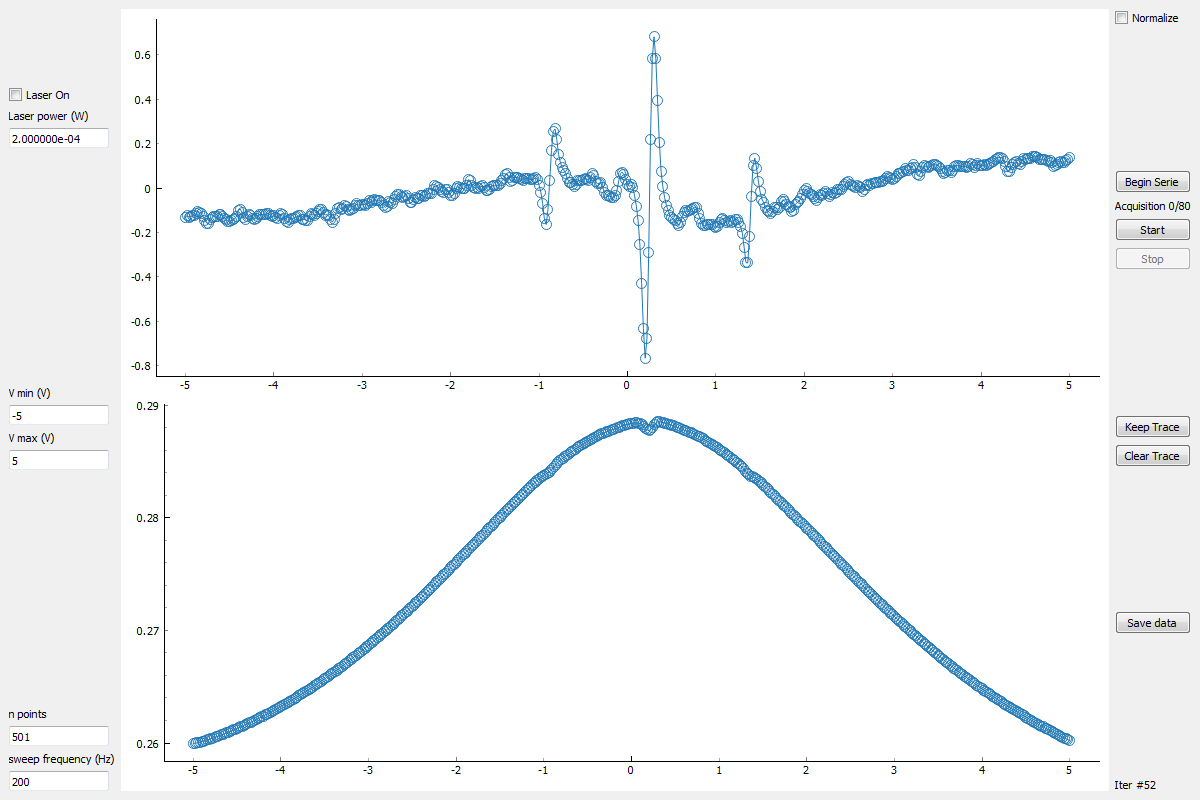 Normalize
Laser On
Laser power (W)
2.000000e-04
0.6
0.4
0.2
0
-0.2
-0.4
-0.6
-0.8
-5 -4 -3 -2 -1 0 1 2 3 4 5
Begin Serie
Acquisition 0/80
Start
Stop
V min (V)
-5
V max (V)
5
0.29
0.28
0.27
0.26
-5 -4 -3 -2 -1 0 1 2 3 4 5
Keep Trace
Clear Trace
Save data
n points
501
sweep frequency (Hz)
200
Iter #52